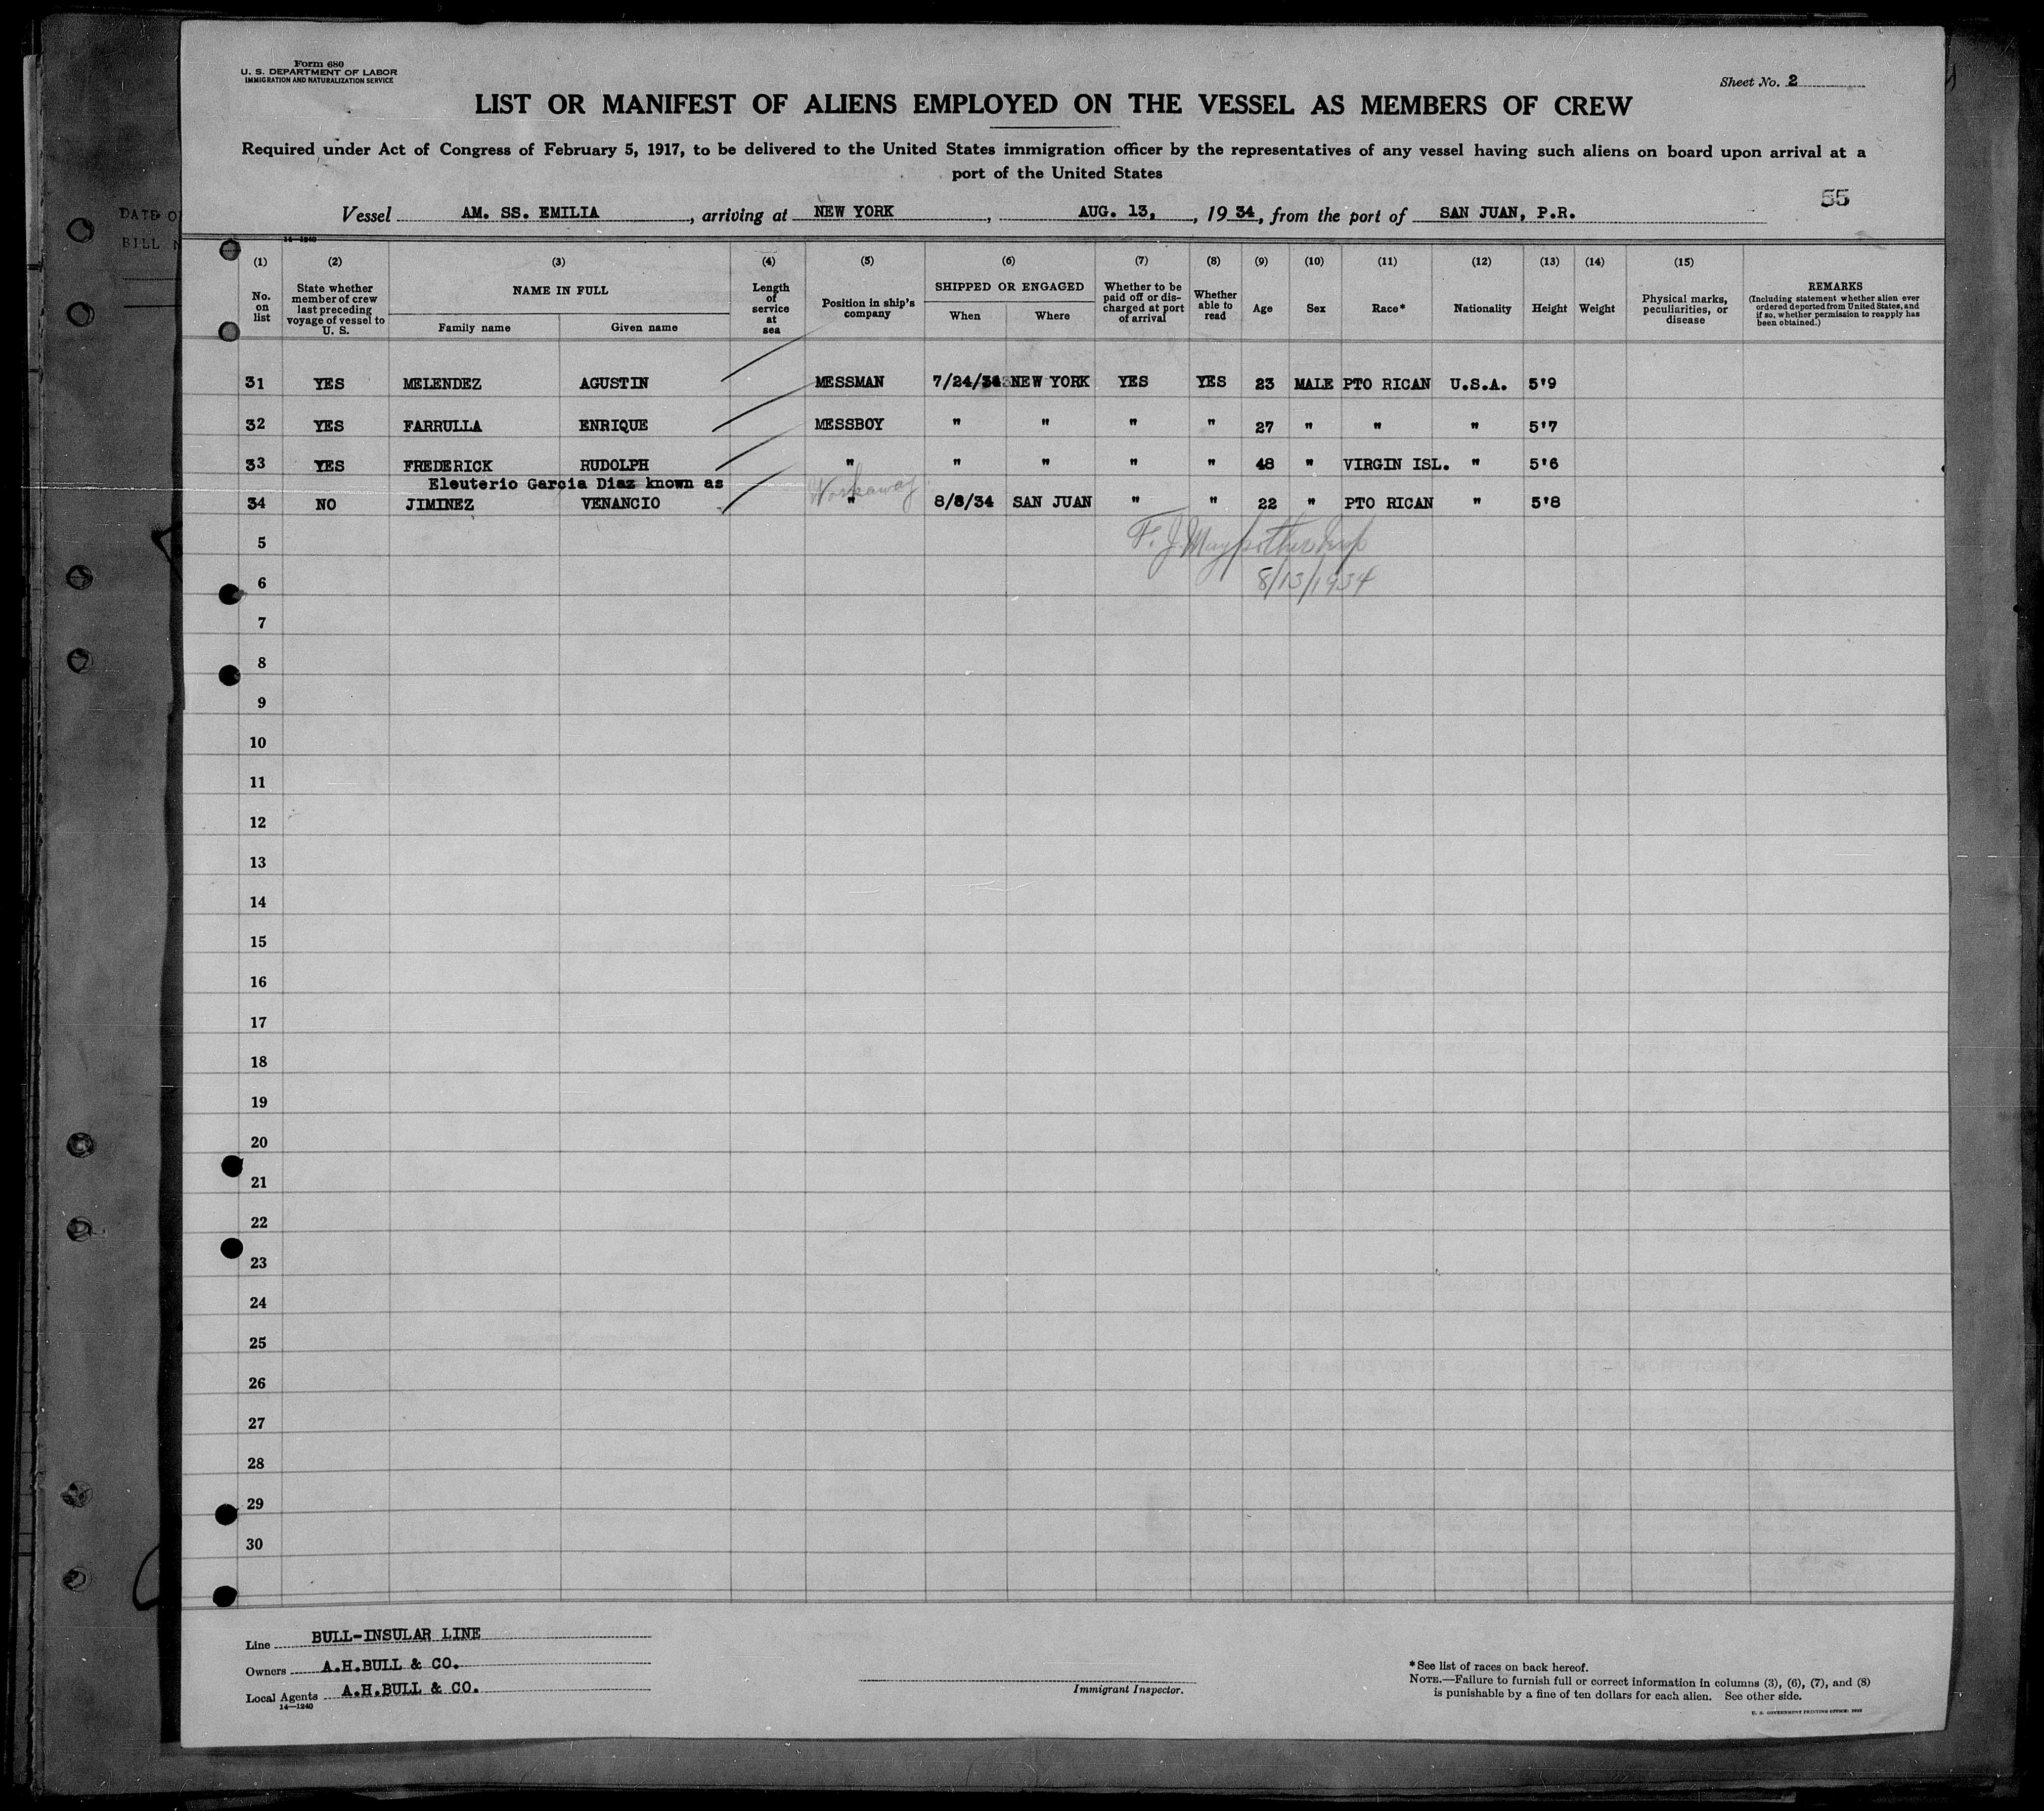 Form 680
U. S. DEPARTMENT OF LABOR
IMMIGRATION AND NATURALIZATION SERVICE
Sheet No. 2
LIST OR MANIFEST OF ALIENS EMPLOYED ON THE VESSEL AS MEMBERS OF CREW
Required under Act of Congress of February 5, 1917, to be delivered to the United States immigration officer by the representatives of any vessel having such aliens on board upon arrival at a
port of the United States
55
Vessel AM. SS. EMILIA, arriving at NEW YORK, AUG. 13, , 1934, from the port of SAN JUAN, P.R.
DATE O
BILL N
14—1240
(1) (2) (3) (4) (5) (6) (7) (8) (9) (10) (11) (12) (13) (14) (15)
No. on list State whether member of crew last preceding voyage of vessel to U. S. NAME IN FULL Family name Given name Length of service at sea Position in ship's company SHIPPED OR ENGAGED When Where Whether to be paid off or discharged at port of arrival Whether able to read Age Sex Race* Nationality Height Weight Physical marks, peculiarities, or disease REMARKS (Including statement whether alien ever ordered deported from United States, and if so, whether permission to reapply has been obtained.)
31 YES MELENDEZ AGUSTIN MESSMAN 7/24/34 NEW YORK YES YES 23 MALE PTO RICAN U.S.A. 5'9
32 YES FARRULLA ENRIQUE MESSBOY " " " " 27 " " " 5'7
33 YES FREDERICK RUDOLPH " " " " " 48 " VIRGIN ISL. " 5'6
Eleuterio Garcia Diaz known as
Workaway
34 NO JIMINEZ VENANCIO " 8/8/34 SAN JUAN " " 22 " PTO RICAN " 5'8
5
8/13/1934
6
7
8
9
10
11
12
13
14
15
16
17
18
19
20
21
22
23
24
25
26
27
28
29
30
Line BULL-INSULAR LINE
Owners A.H.BULL & CO.
Local Agents A.H.BULL & CO.
14—1240
Immigrant Inspector.
*See list of races on back hereof.
NOTE.—Failure to furnish full or correct information in columns (3), (6), (7), and (8)
is punishable by a fine of ten dollars for each alien. See other side.
U. S. GOVERNMENT PRINTING OFFICE: